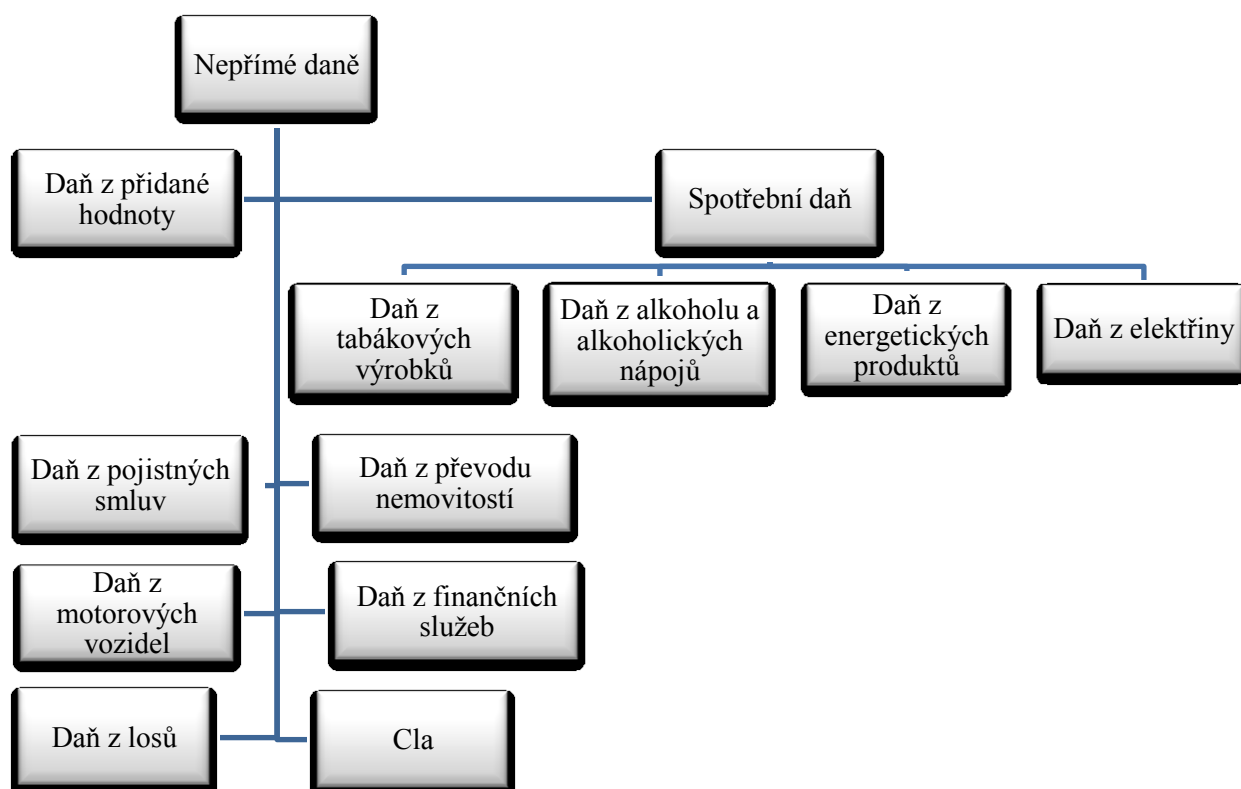 Nepřímé daně
Daň z přidané
hodnoty
Spotřební daň
Daň z
tabákových
výrobků
Daň z alkoholu a
alkoholických
nápojů
Daň z
energetických
produktů
Daň z elektřiny
Daň z pojistných
smluv
Daň z převodu
nemovitostí
Daň z
motorových
vozidel
Daň z finančních
služeb
Daň z losů
Cla